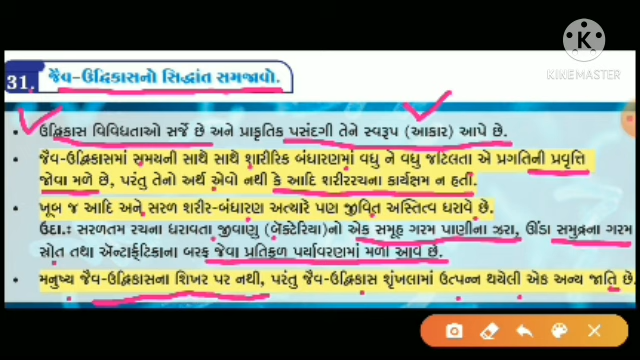 KINEMASTER
31. જૈવ-ઉદ્વિકાસનો સિદ્ધાંત સમજાવો.
• ઉદ્વિકાસ વિવિધતાઓ સર્જે છે અને પ્રાકૃતિક પસંદગી તેને સ્વરૂપ (આકાર) આપે છે.
• જૈવ-ઉદ્વિકાસમાં સમયની સાથે સાથે શારીરિક બંધારણમાં વધુ ને વધુ જટિલતા એ પ્રગતિની પ્રવૃત્તિ
જોવા મળે છે, પરંતુ તેનો અર્થ એવો નથી કે આદિ શરીરરચના કાર્યક્ષમ ન હતી.
• ખૂબ જ આદિ અને સરળ શરીર-બંધારણ અત્યારે પણ જીવિત અસ્તિત્વ ધરાવે છે.
ઉદા.: સરળતમ રચના ધરાવતા જીવાણુ (બૅક્ટેરિયા)નો એક સમૂહ ગરમ પાણીના ઝરા, ઊંડા સમુદ્રના ગરમ
સ્રોત તથા ઍન્ટાર્ક્ટિકાના બરફ જેવા પ્રતિકૂળ પર્યાવરણમાં મળી આવે છે.
• મનુષ્ય જૈવ-ઉદ્વિકાસના શિખર પર નથી, પરંતુ જૈવ-ઉદ્વિકાસ શૃંખલામાં ઉત્પન્ન થયેલી એક અન્ય જાતિ છે.